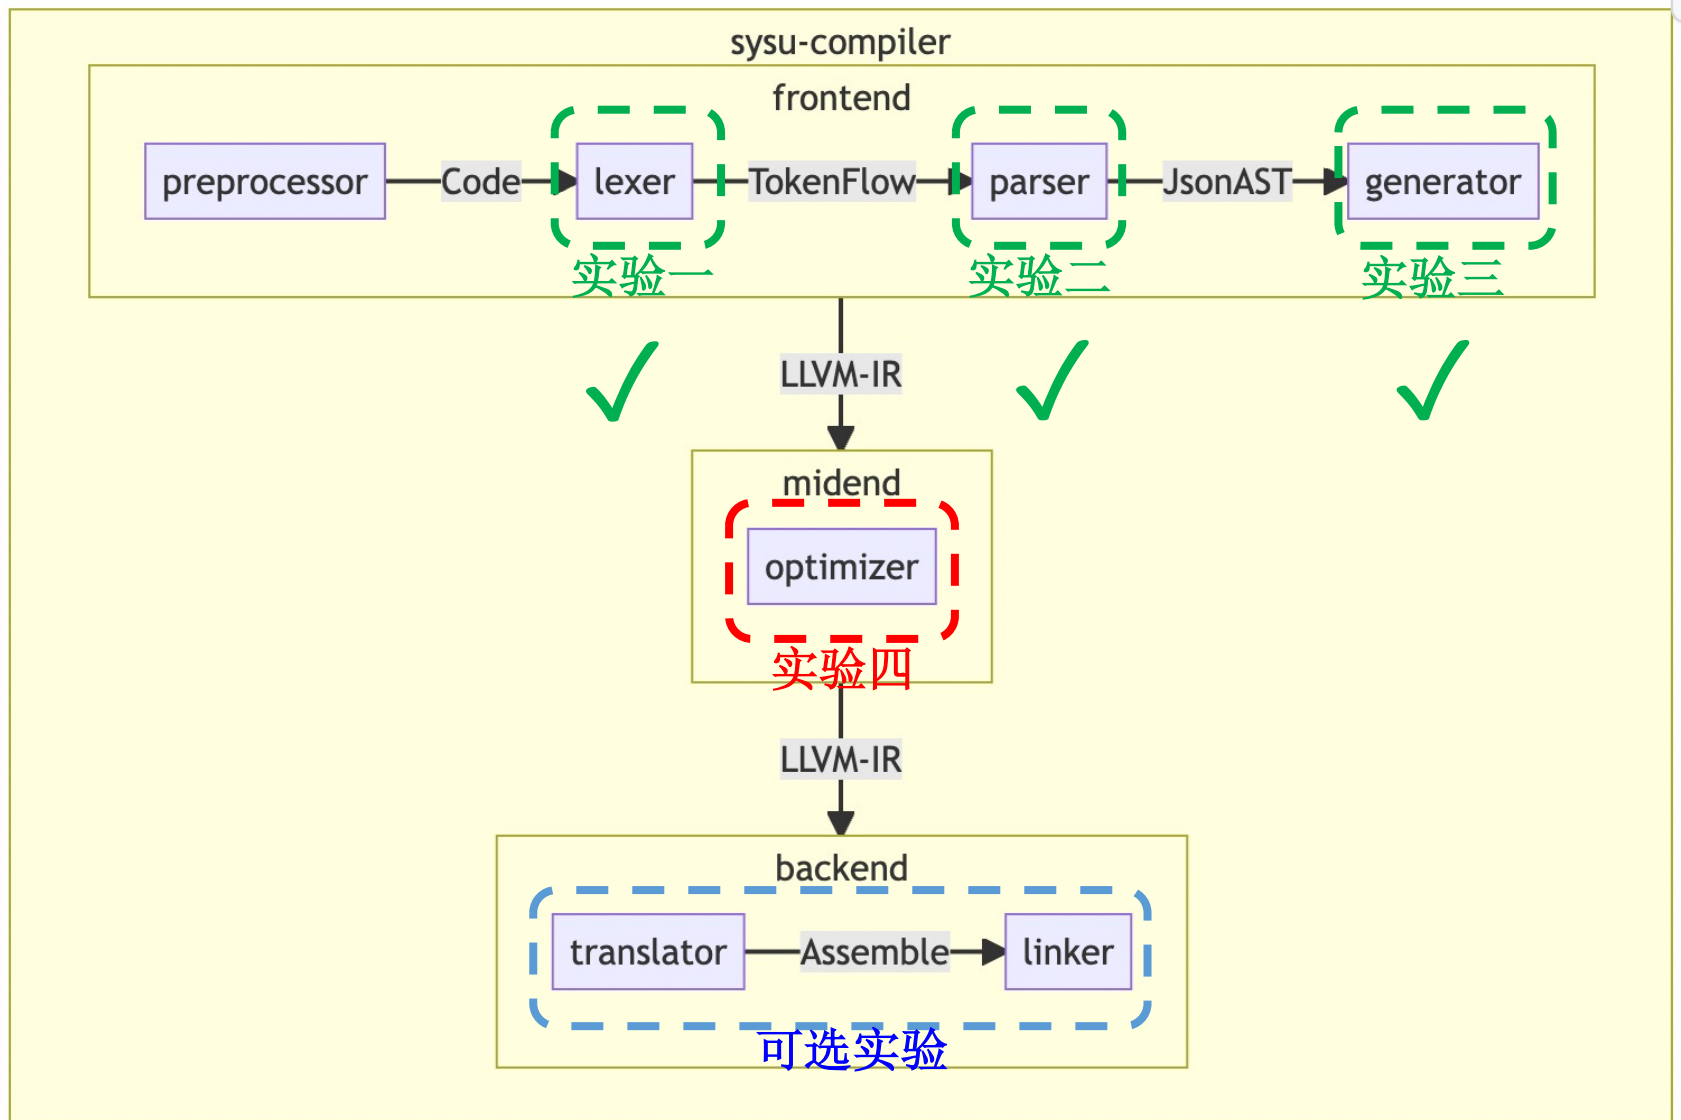 sysu-compiler
frontend
preprocessor Code lexer TokenFlow parser JsonAST generator
实验一 实验二 实验三
LLVM-IR
midend
optimizer
实验四
LLVM-IR
backend
translator Assemble linker
可选实验